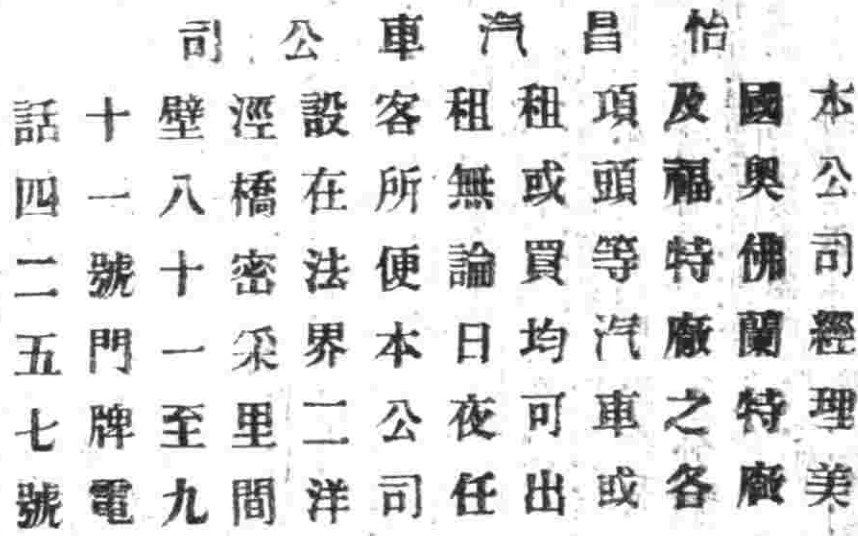 怡昌汽車公司
本公司經理美
國奧佛蘭特廠
及福特廠之各
項頭等汽車或
租或買均可出
租無論日夜任
客所便本公司
設在法界二洋
涇橋密采里間
壁八十一至九
十一號門牌電
話四二五七號